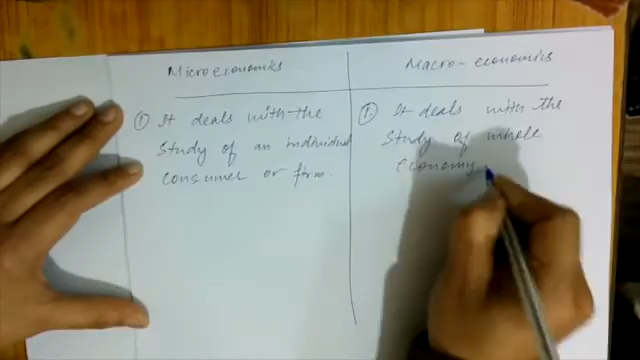 Microeconomics
Macro-economics
① It deals with the
study of an individual
consumer or firm.
①. It deals with the
study of whole
economy